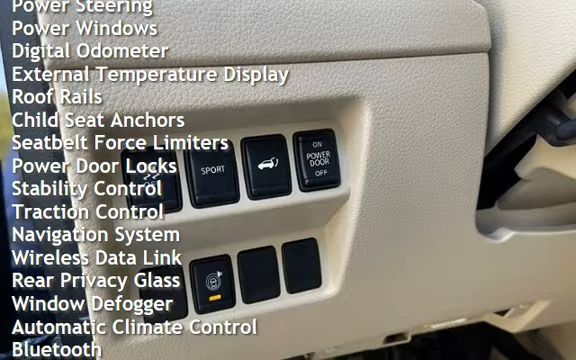 Power Steering
Power Windows
Digital Odometer
External Temperature Display
Roof Rails
Child Seat Anchors
Seatbelt Force Limiters
Power Door Locks
Stability Control
Traction Control
Navigation System
Wireless Data Link
Rear Privacy Glass
Window Defogger
Automatic Climate Control
Bluetooth
SPORT
ON
POWER
DOOR
OFF